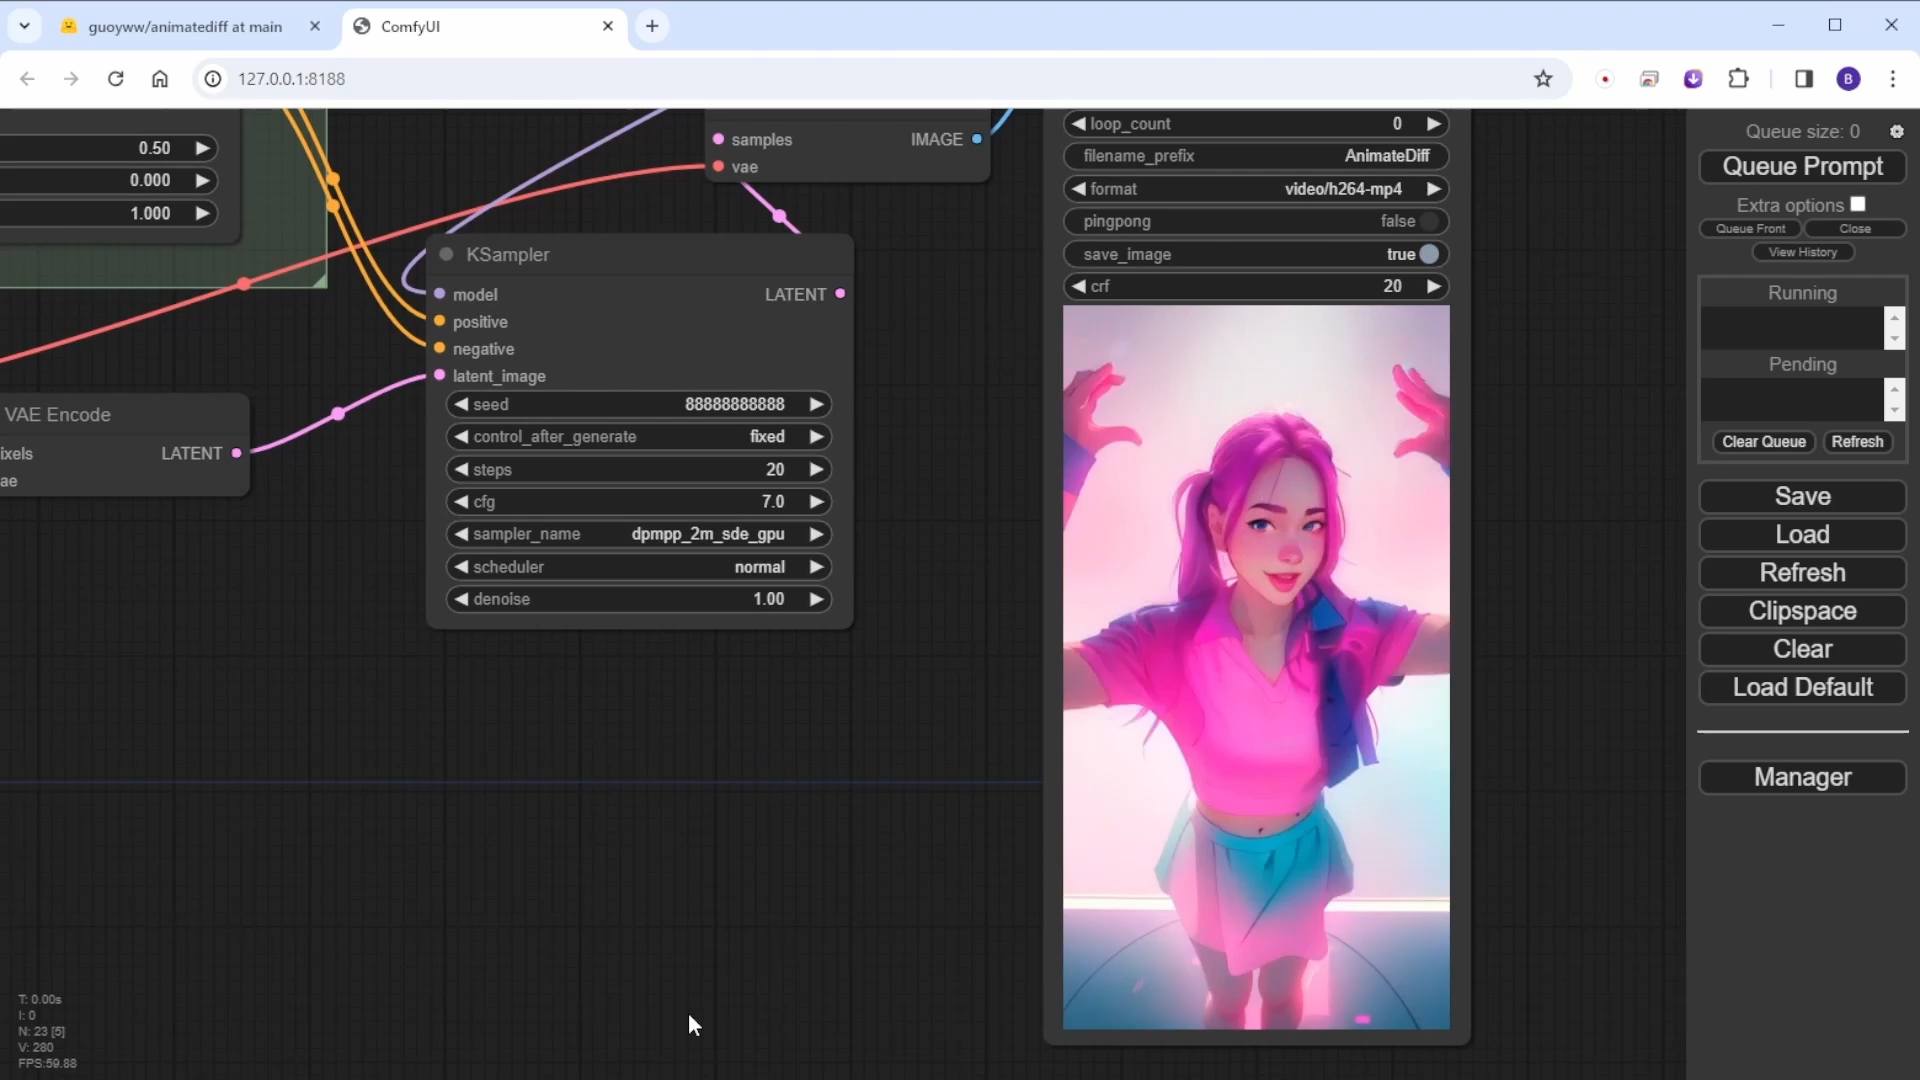 guoyww/animatediff at main
ComfyUI
127.0.0.1:8188
B
0.50
0.000
1.000
samples
IMAGE
vae
KSampler
model
LATENT
positive
negative
latent_image
seed
88888888888
control_after_generate
fixed
steps
20
cfg
7.0
sampler_name
dpmpp_2m_sde_gpu
scheduler
normal
denoise
1.00
VAE Encode
ixels
LATENT
ae
loop_count
0
filename_prefix
AnimateDiff
format
video/h264-mp4
pingpong
false
save_image
true
crf
20
Queue size: 0
Queue Prompt
Extra options
Queue Front
Close
View History
Running
Pending
Clear Queue
Refresh
Save
Load
Refresh
Clipspace
Clear
Load Default
Manager
T: 0.00s
I: 0
N: 23 [5]
V: 280
FPS:59.88